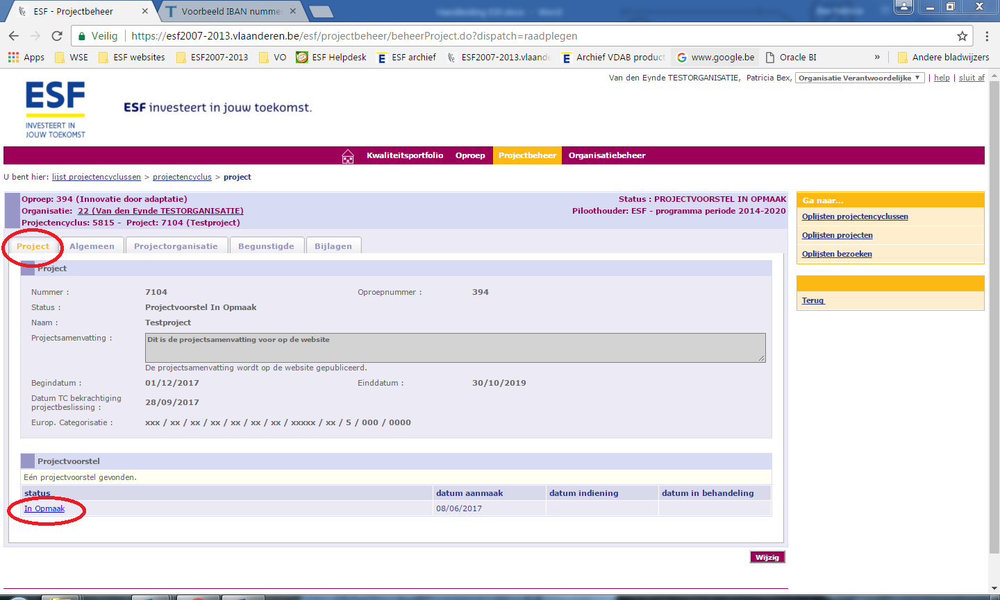 ESF - Projectbeheer
Voorbeeld IBAN numme
Veilig https://esf2007-2013.vlaanderen.be/esf/projectbeheer/beheerProject.do?dispatch=raadplegen
Apps WSE ESF websites ESF2007-2013 VO ESF Helpdesk ESF archief ESF2007-2013.vlaande Archief VDAB product www.google.be Oracle BI » Andere bladwijzers
Van den Eynde TESTORGANISATIE, Patricia Bex, Organisatie Verantwoordelijke | help | sluit af
ESF
INVESTEERT IN
JOUW TOEKOMST
ESF investeert in jouw toekomst.
Kwaliteitsportfolio Oproep Projectbeheer Organisatiebeheer
U bent hier: lijst projectencyclussen > projectencyclus > project
Oproep: 394 (Innovatie door adaptatie) Status : PROJECTVOORSTEL IN OPMAAK
Organisatie: 22 (Van den Eynde TESTORGANISATIE) Piloothouder: ESF - programma periode 2014-2020
Projectencyclus: 5815 - Project: 7104 (Testproject)
Project Algemeen Projectorganisatie Begunstigde Bijlagen
Project
Nummer : 7104 Oproepnummer : 394
Status : Projectvoorstel In Opmaak
Naam : Testproject
Projectsamenvatting : Dit is de projectsamenvatting voor op de website
De projectsamenvatting wordt op de website gepubliceerd.
Begindatum : 01/12/2017 Einddatum : 30/10/2019
Datum TC bekrachtiging
projectbeslissing : 28/09/2017
Europ. Categorisatie : xxx / xx / xx / xx / xx / xx / xx / xxxxx / xx / 5 / 000 / 0000
Projectvoorstel
Eén projectvoorstel gevonden.
status datum aanmaak datum indiening datum in behandeling
In Opmaak 08/06/2017
Wijzig
Ga naar...
Oplijsten projectencyclussen
Oplijsten projecten
Oplijsten bezoeken
Terug